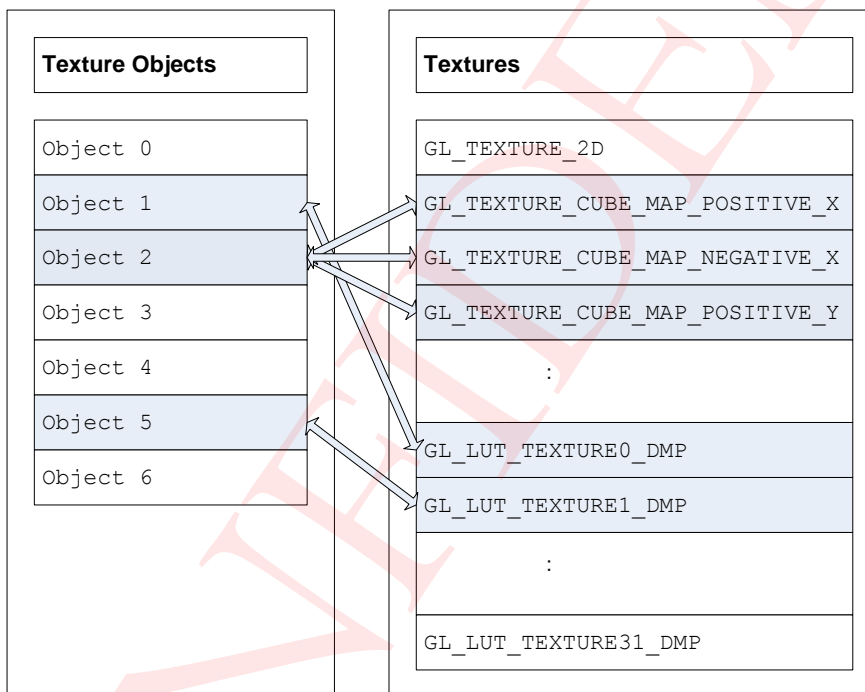 Texture Objects
Object 0
Object 1
Object 2
Object 3
Object 4
Object 5
Object 6
Textures
GL_TEXTURE_2D
GL_TEXTURE_CUBE_MAP_POSITIVE_X
GL_TEXTURE_CUBE_MAP_NEGATIVE_X
GL_TEXTURE_CUBE_MAP_POSITIVE_Y
:
GL_LUT_TEXTURE0_DMP
GL_LUT_TEXTURE1_DMP
:
GL_LUT_TEXTURE31_DMP